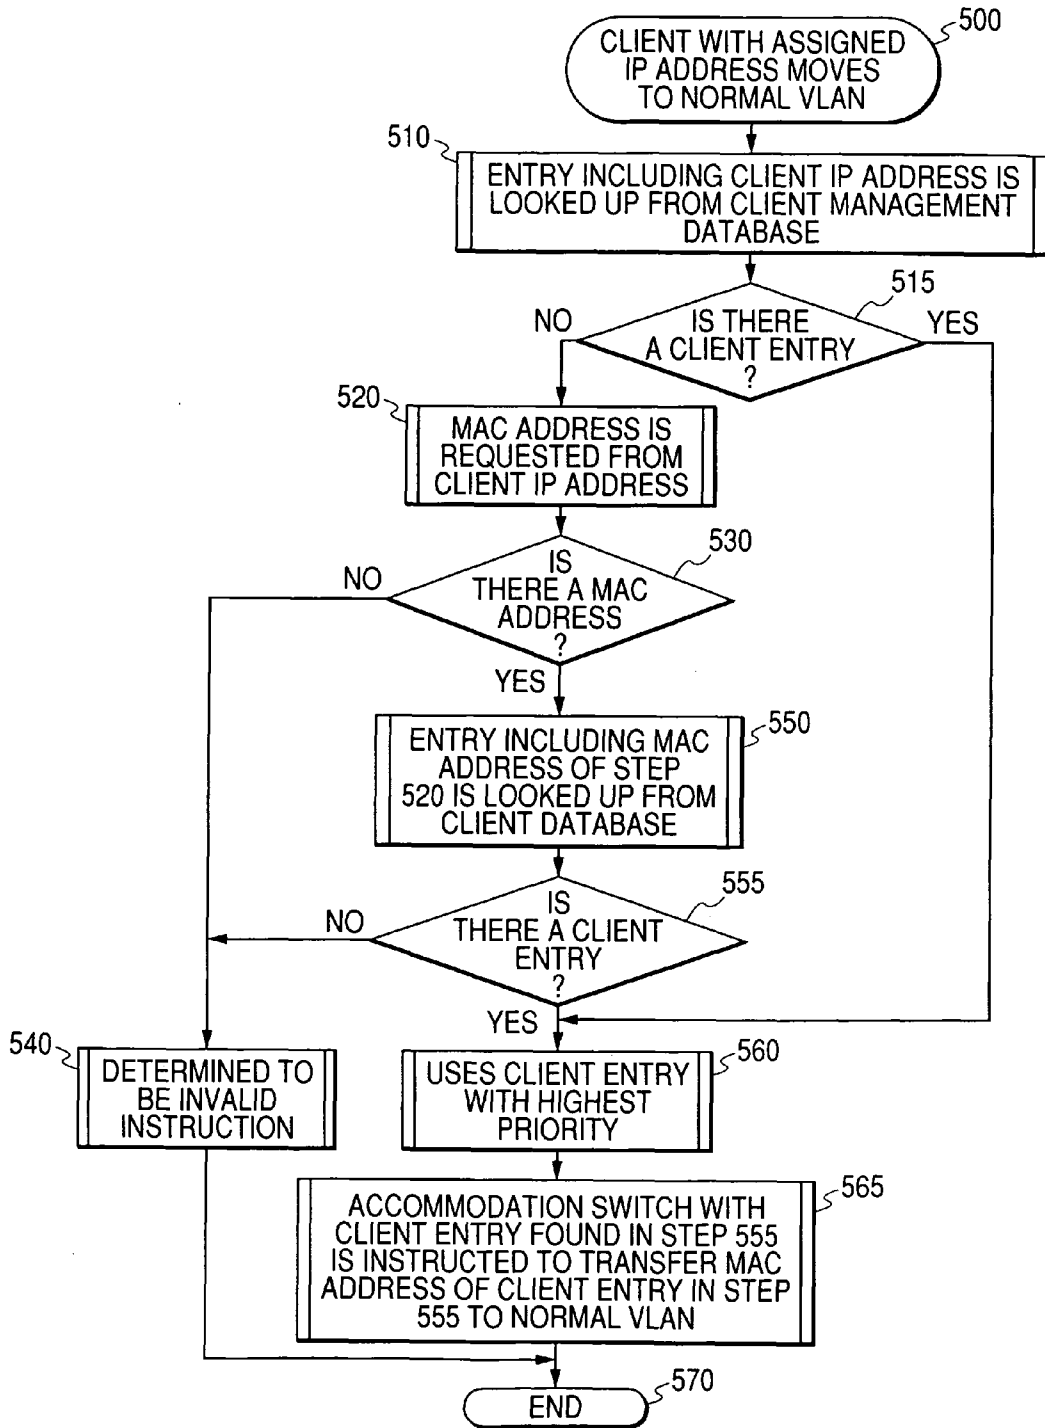 500
CLIENT WITH ASSIGNED
IP ADDRESS MOVES
TO NORMAL VLAN
510
ENTRY INCLUDING CLIENT IP ADDRESS IS
LOOKED UP FROM CLIENT MANAGEMENT
DATABASE
515
NO
IS THERE
A CLIENT ENTRY
?
YES
520
MAC ADDRESS IS
REQUESTED FROM
CLIENT IP ADDRESS
530
NO
IS
THERE A MAC
ADDRESS
?
YES
550
ENTRY INCLUDING MAC
ADDRESS OF STEP
520 IS LOOKED UP FROM
CLIENT DATABASE
555
NO
IS
THERE A CLIENT
ENTRY
?
YES
540
DETERMINED TO
BE INVALID
INSTRUCTION
560
USES CLIENT ENTRY
WITH HIGHEST
PRIORITY
565
ACCOMMODATION SWITCH WITH
CLIENT ENTRY FOUND IN STEP 555
IS INSTRUCTED TO TRANSFER MAC
ADDRESS OF CLIENT ENTRY IN STEP
555 TO NORMAL VLAN
END
570